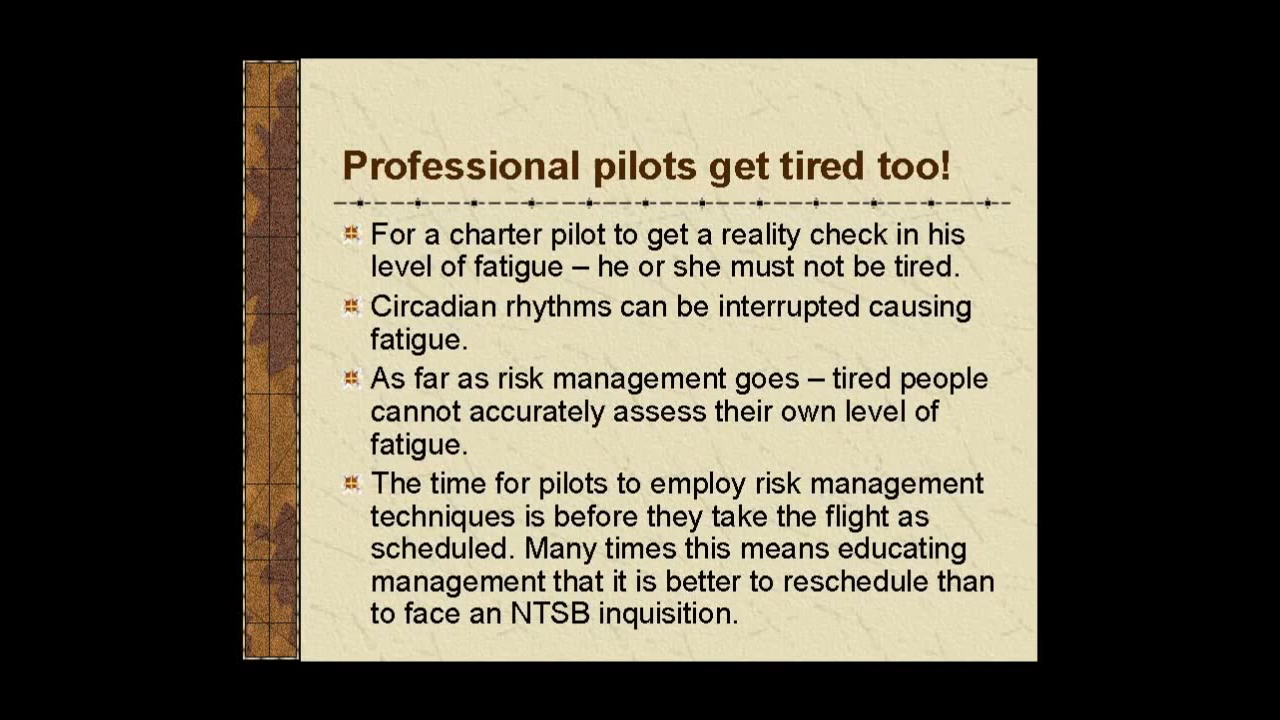 Professional pilots get tired too!
For a charter pilot to get a reality check in his
level of fatigue – he or she must not be tired.
Circadian rhythms can be interrupted causing
fatigue.
As far as risk management goes – tired people
cannot accurately assess their own level of
fatigue.
The time for pilots to employ risk management
techniques is before they take the flight as
scheduled. Many times this means educating
management that it is better to reschedule than
to face an NTSB inquisition.